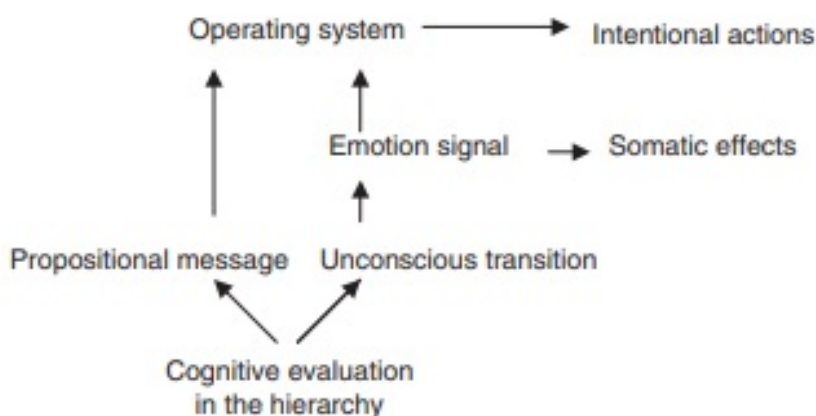 Operating system
Intentional actions
Emotion signal
Somatic effects
Propositional message
Unconscious transition
Cognitive evaluation
in the hierarchy